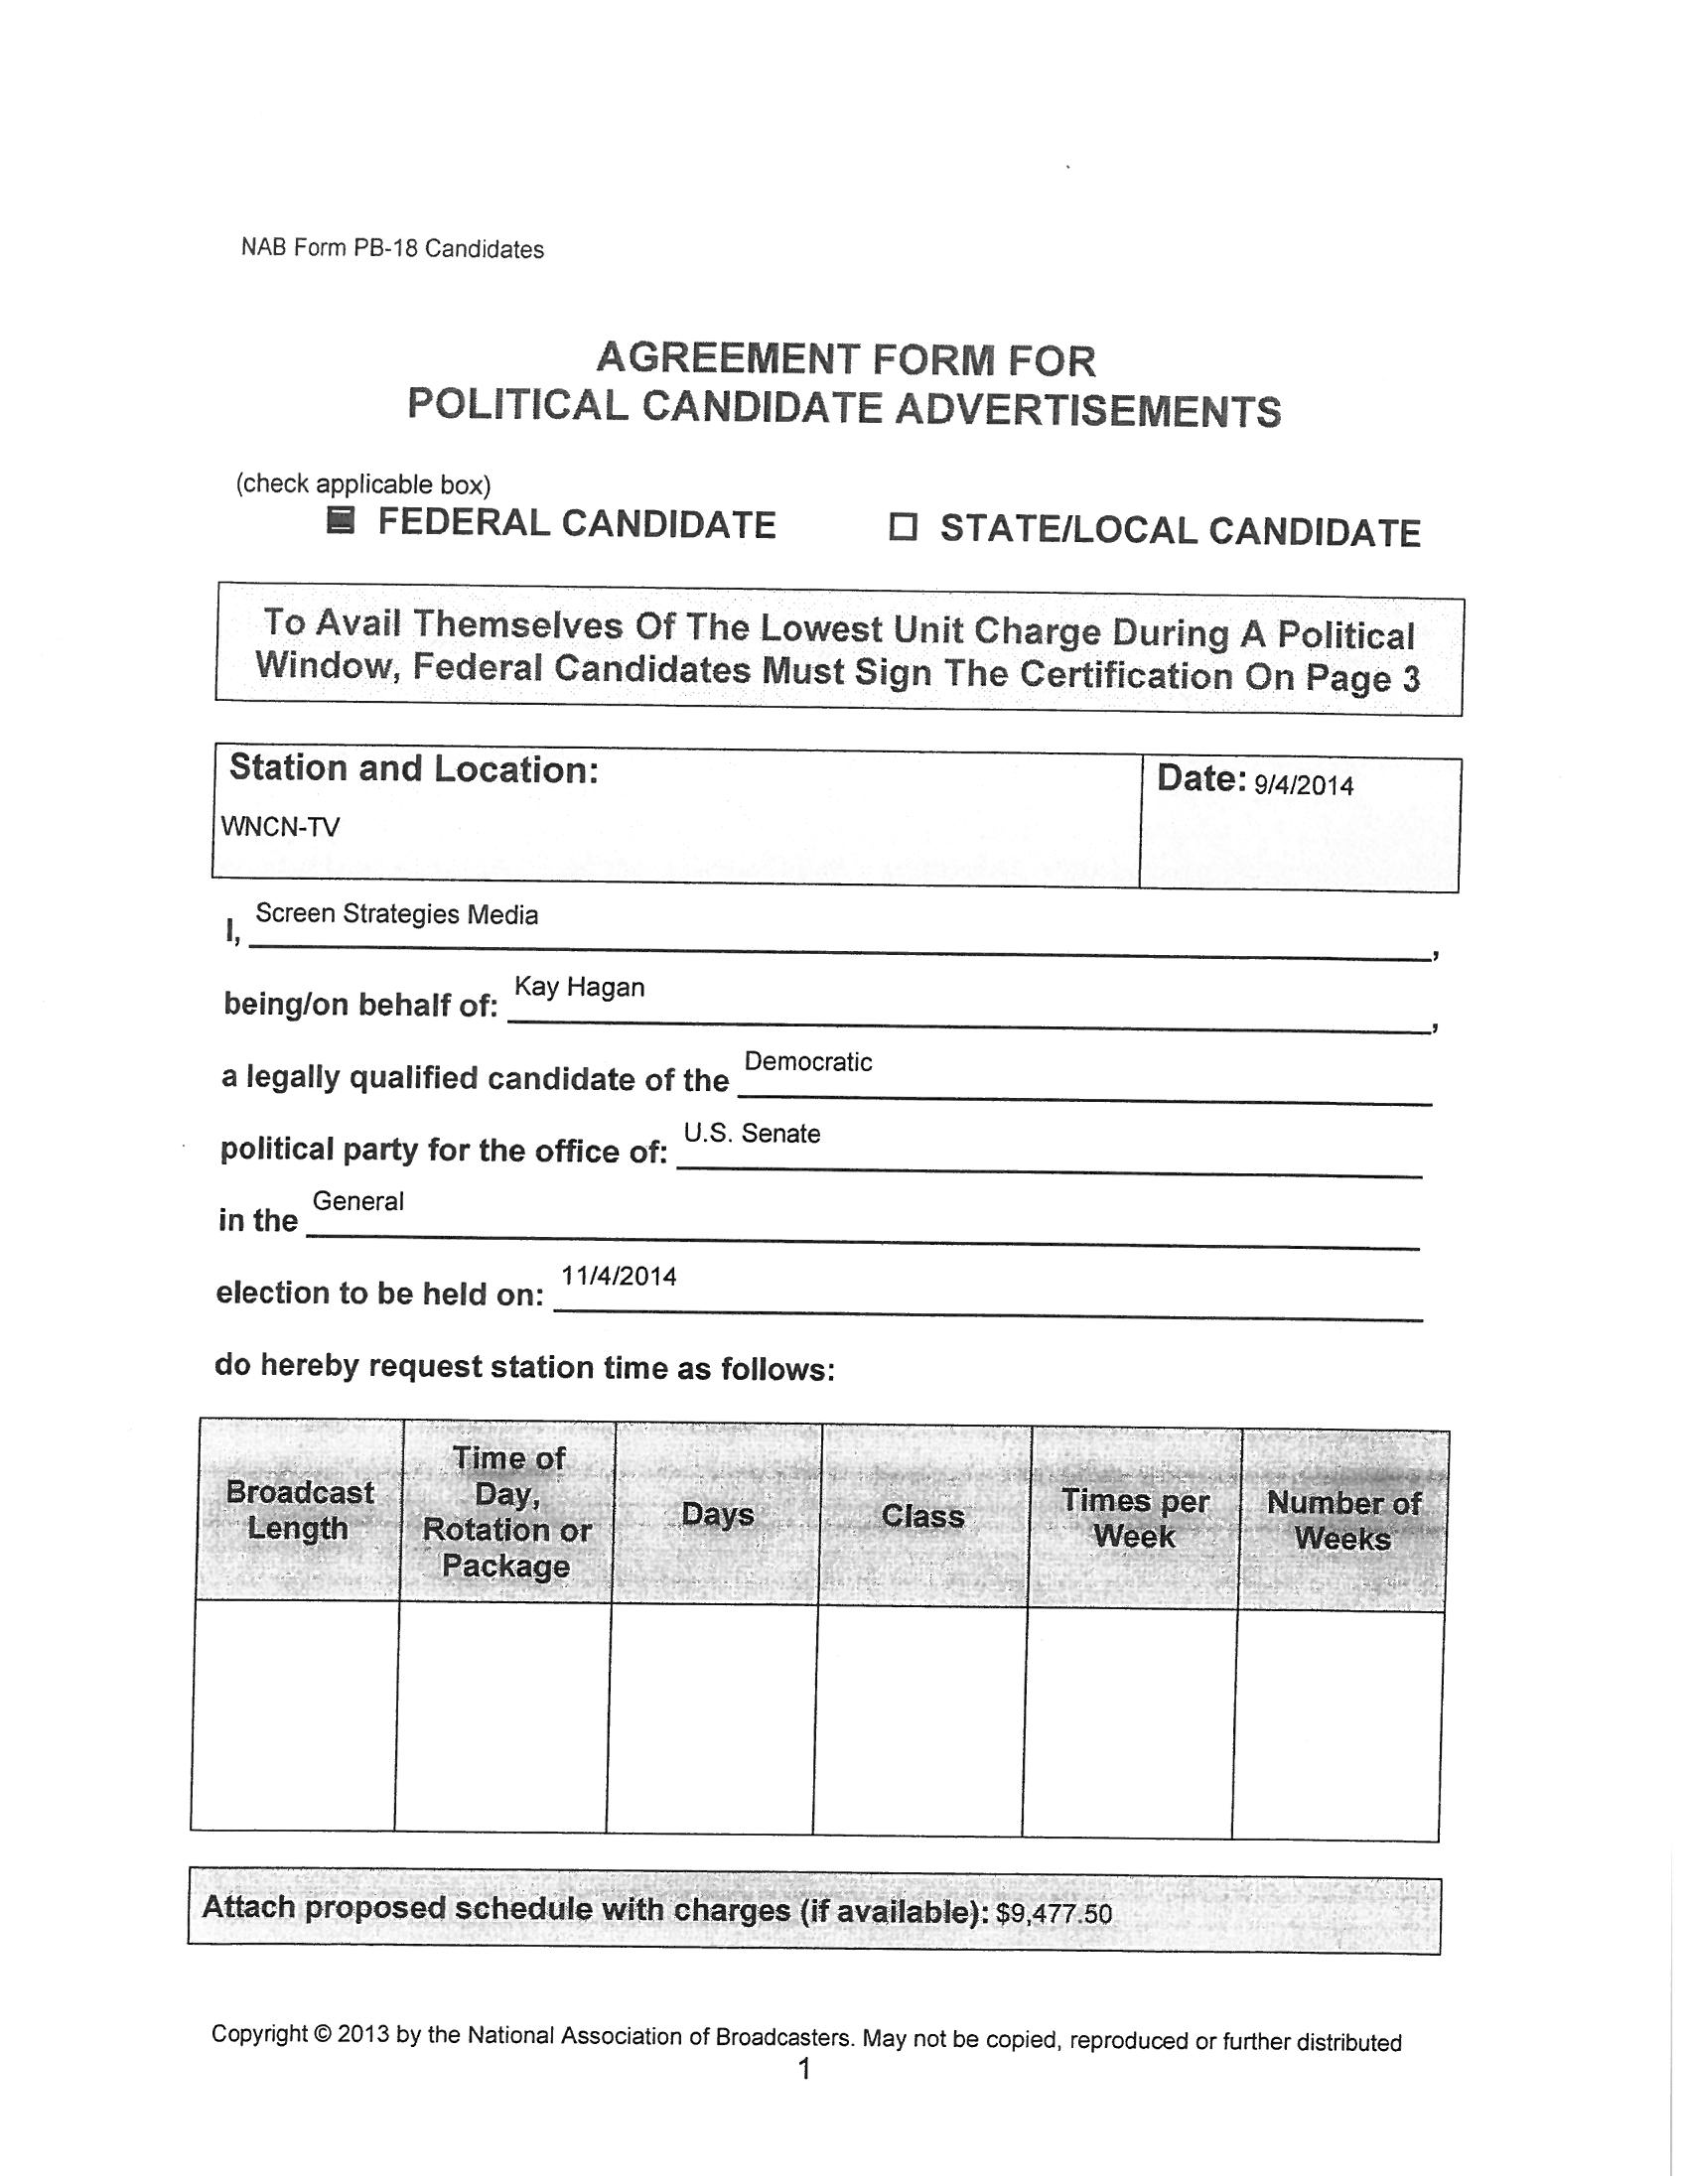 NAB Form PB-18 Candidates
AGREEMENT FORM FOR
POLITICAL CANDIDATE ADVERTISEMENTS
(check applicable box)
FEDERAL CANDIDATE ☐ STATE/LOCAL CANDIDATE
To Avail Themselves Of The Lowest Unit Charge During A Political
Window, Federal Candidates Must Sign The Certification On Page 3
Station and Location:
WNCN-TV
Date: 9/4/2014
I, Screen Strategies Media,
being/on behalf of: Kay Hagan,
a legally qualified candidate of the Democratic
political party for the office of: U.S. Senate
in the General
election to be held on: 11/4/2014
do hereby request station time as follows:
Broadcast
Length
Time of
Day,
Rotation or
Package
Days
Class
Times per
Week
Number of
Weeks
Attach proposed schedule with charges (if available): $9,477.50
Copyright © 2013 by the National Association of Broadcasters. May not be copied, reproduced or further distributed
1